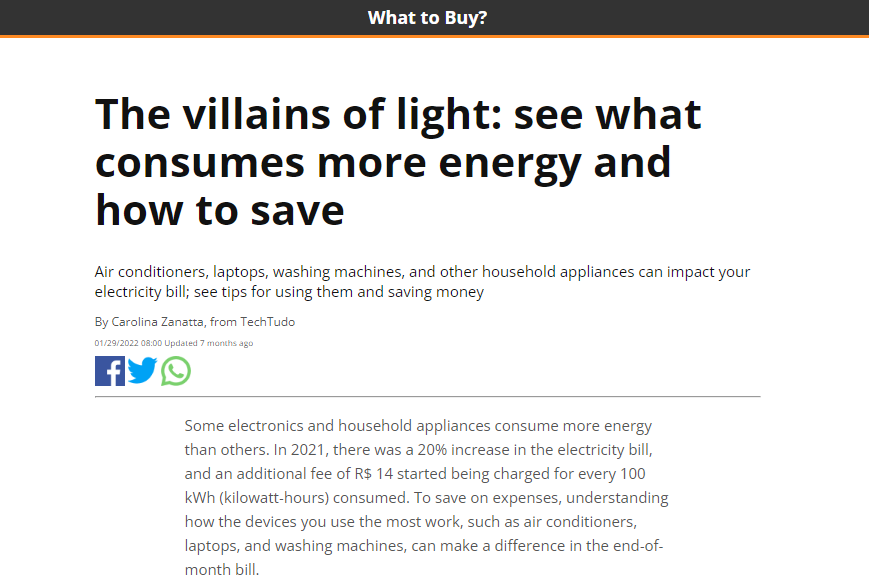 What to Buy?
The villains of light: see what
consumes more energy and
how to save
Air conditioners, laptops, washing machines, and other household appliances can impact your
electricity bill; see tips for using them and saving money
By Carolina Zanatta, from TechTudo
01/29/2022 08:00 Updated 7 months ago
Some electronics and household appliances consume more energy
than others. In 2021, there was a 20% increase in the electricity bill,
and an additional fee of R$ 14 started being charged for every 100
kWh (kilowatt-hours) consumed. To save on expenses, understanding
how the devices you use the most work, such as air conditioners,
laptops, and washing machines, can make a difference in the end-of-
month bill.